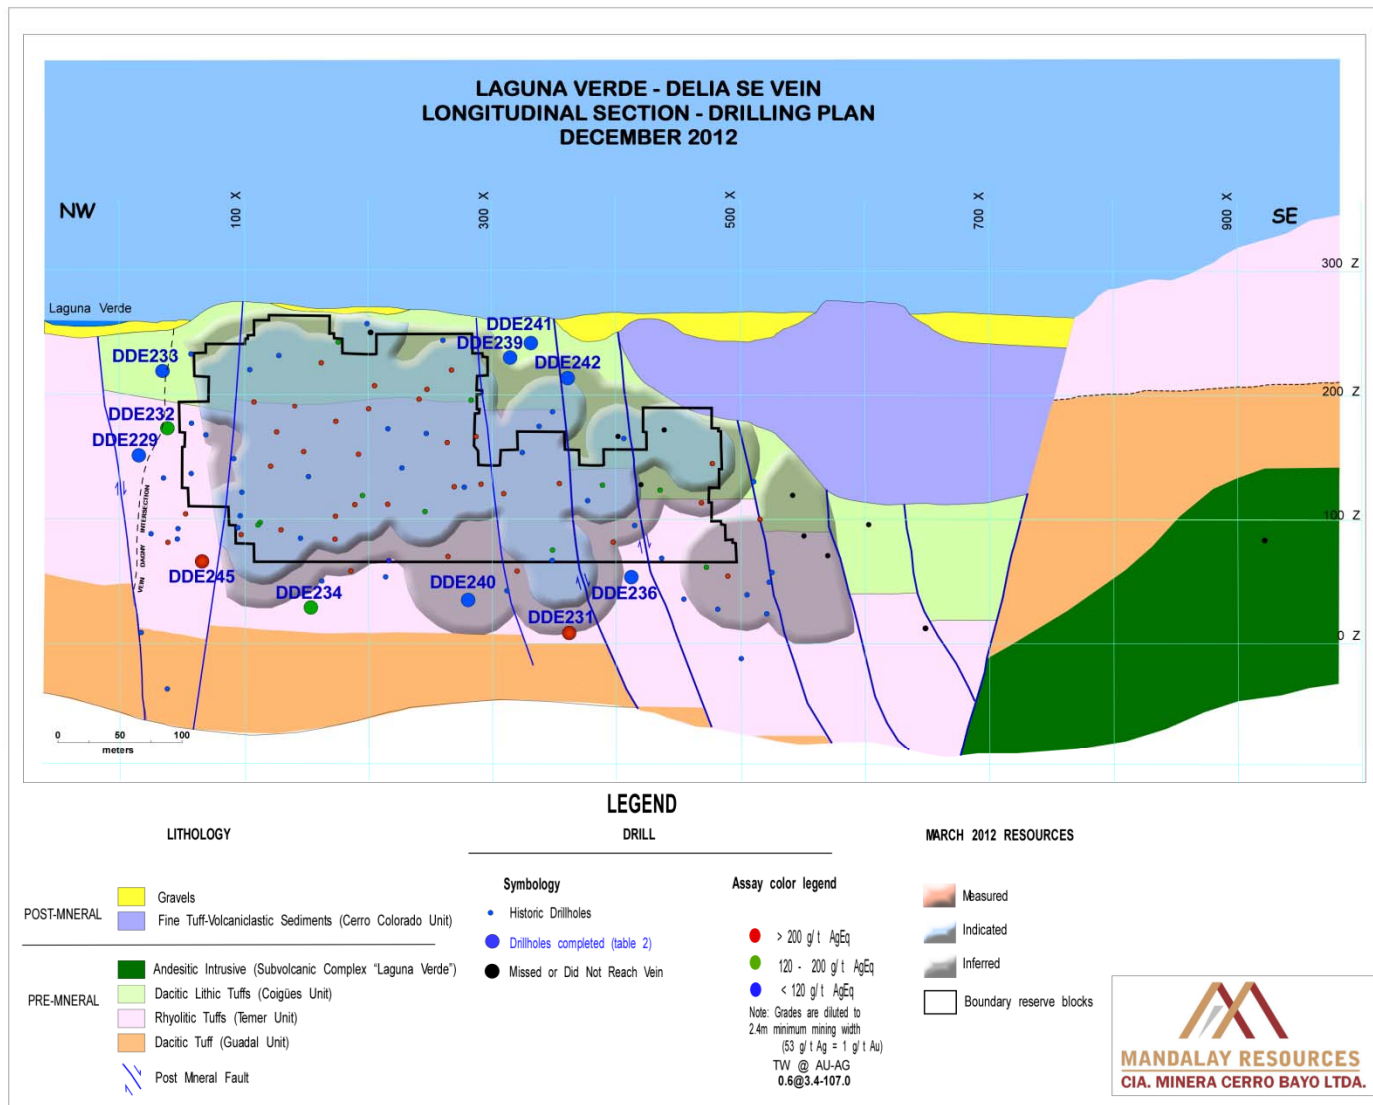 LAGUNA VERDE - DELIA SE VEIN
LONGITUDINAL SECTION - DRILLING PLAN
DECEMBER 2012
NW
100 X
300 X
500 X
700 X
900 X
SE
300 Z
Laguna Verde
DDE241
DDE239
DDE233
DDE242
200 Z
DDE232
DDE229
VEIN DAGNY INTERSECTION
100 Z
DDE245
DDE240
DDE234
DDE236
DDE231
0 Z
0 50 100
meters
LEGEND
LITHOLOGY
POST-MNERAL
Gravels
Fine Tuff-Volcaniclastic Sediments (Cerro Colorado Unit)
PRE-MNERAL
Andesitic Intrusive (Subvolcanic Complex "Laguna Verde")
Dacitic Lithic Tuffs (Coigües Unit)
Rhyolitic Tuffs (Temer Unit)
Dacitic Tuff (Guadal Unit)
Post Mineral Fault
DRILL
Symbology
Historic Drillholes
Drillholes completed (table 2)
Missed or Did Not Reach Vein
Assay color legend
> 200 g/t AgEq
120 - 200 g/t AgEq
< 120 g/t AgEq
Note: Grades are diluted to
2.4m minimum mining width
(53 g/t Ag = 1 g/t Au)
TW @ AU-AG
0.6@3.4-107.0
MARCH 2012 RESOURCES
Measured
Indicated
Inferred
Boundary reserve blocks
MANDALAY RESOURCES
CIA. MINERA CERRO BAYO LTDA.